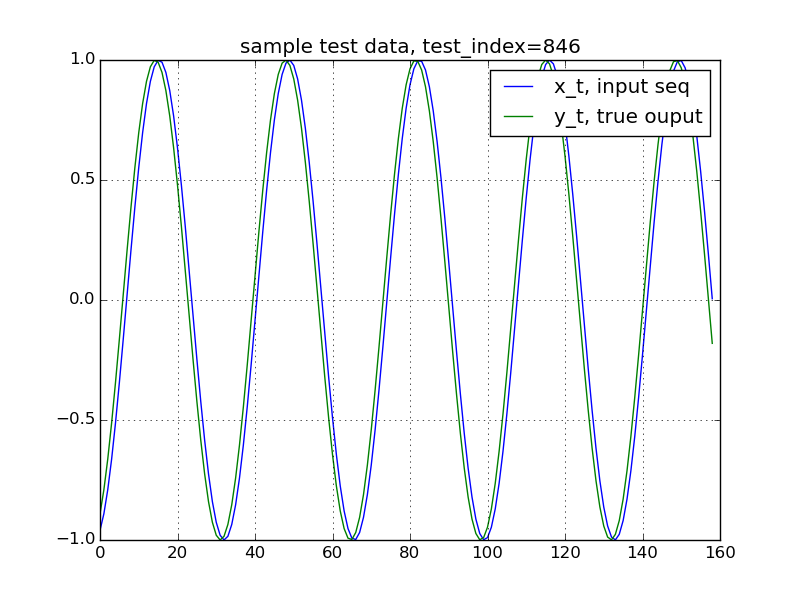 sample test data, test_index=846
x_t, input seq
y_t, true ouput
1.0
0.5
0.0
−0.5
−1.0
0 20 40 60 80 100 120 140 160